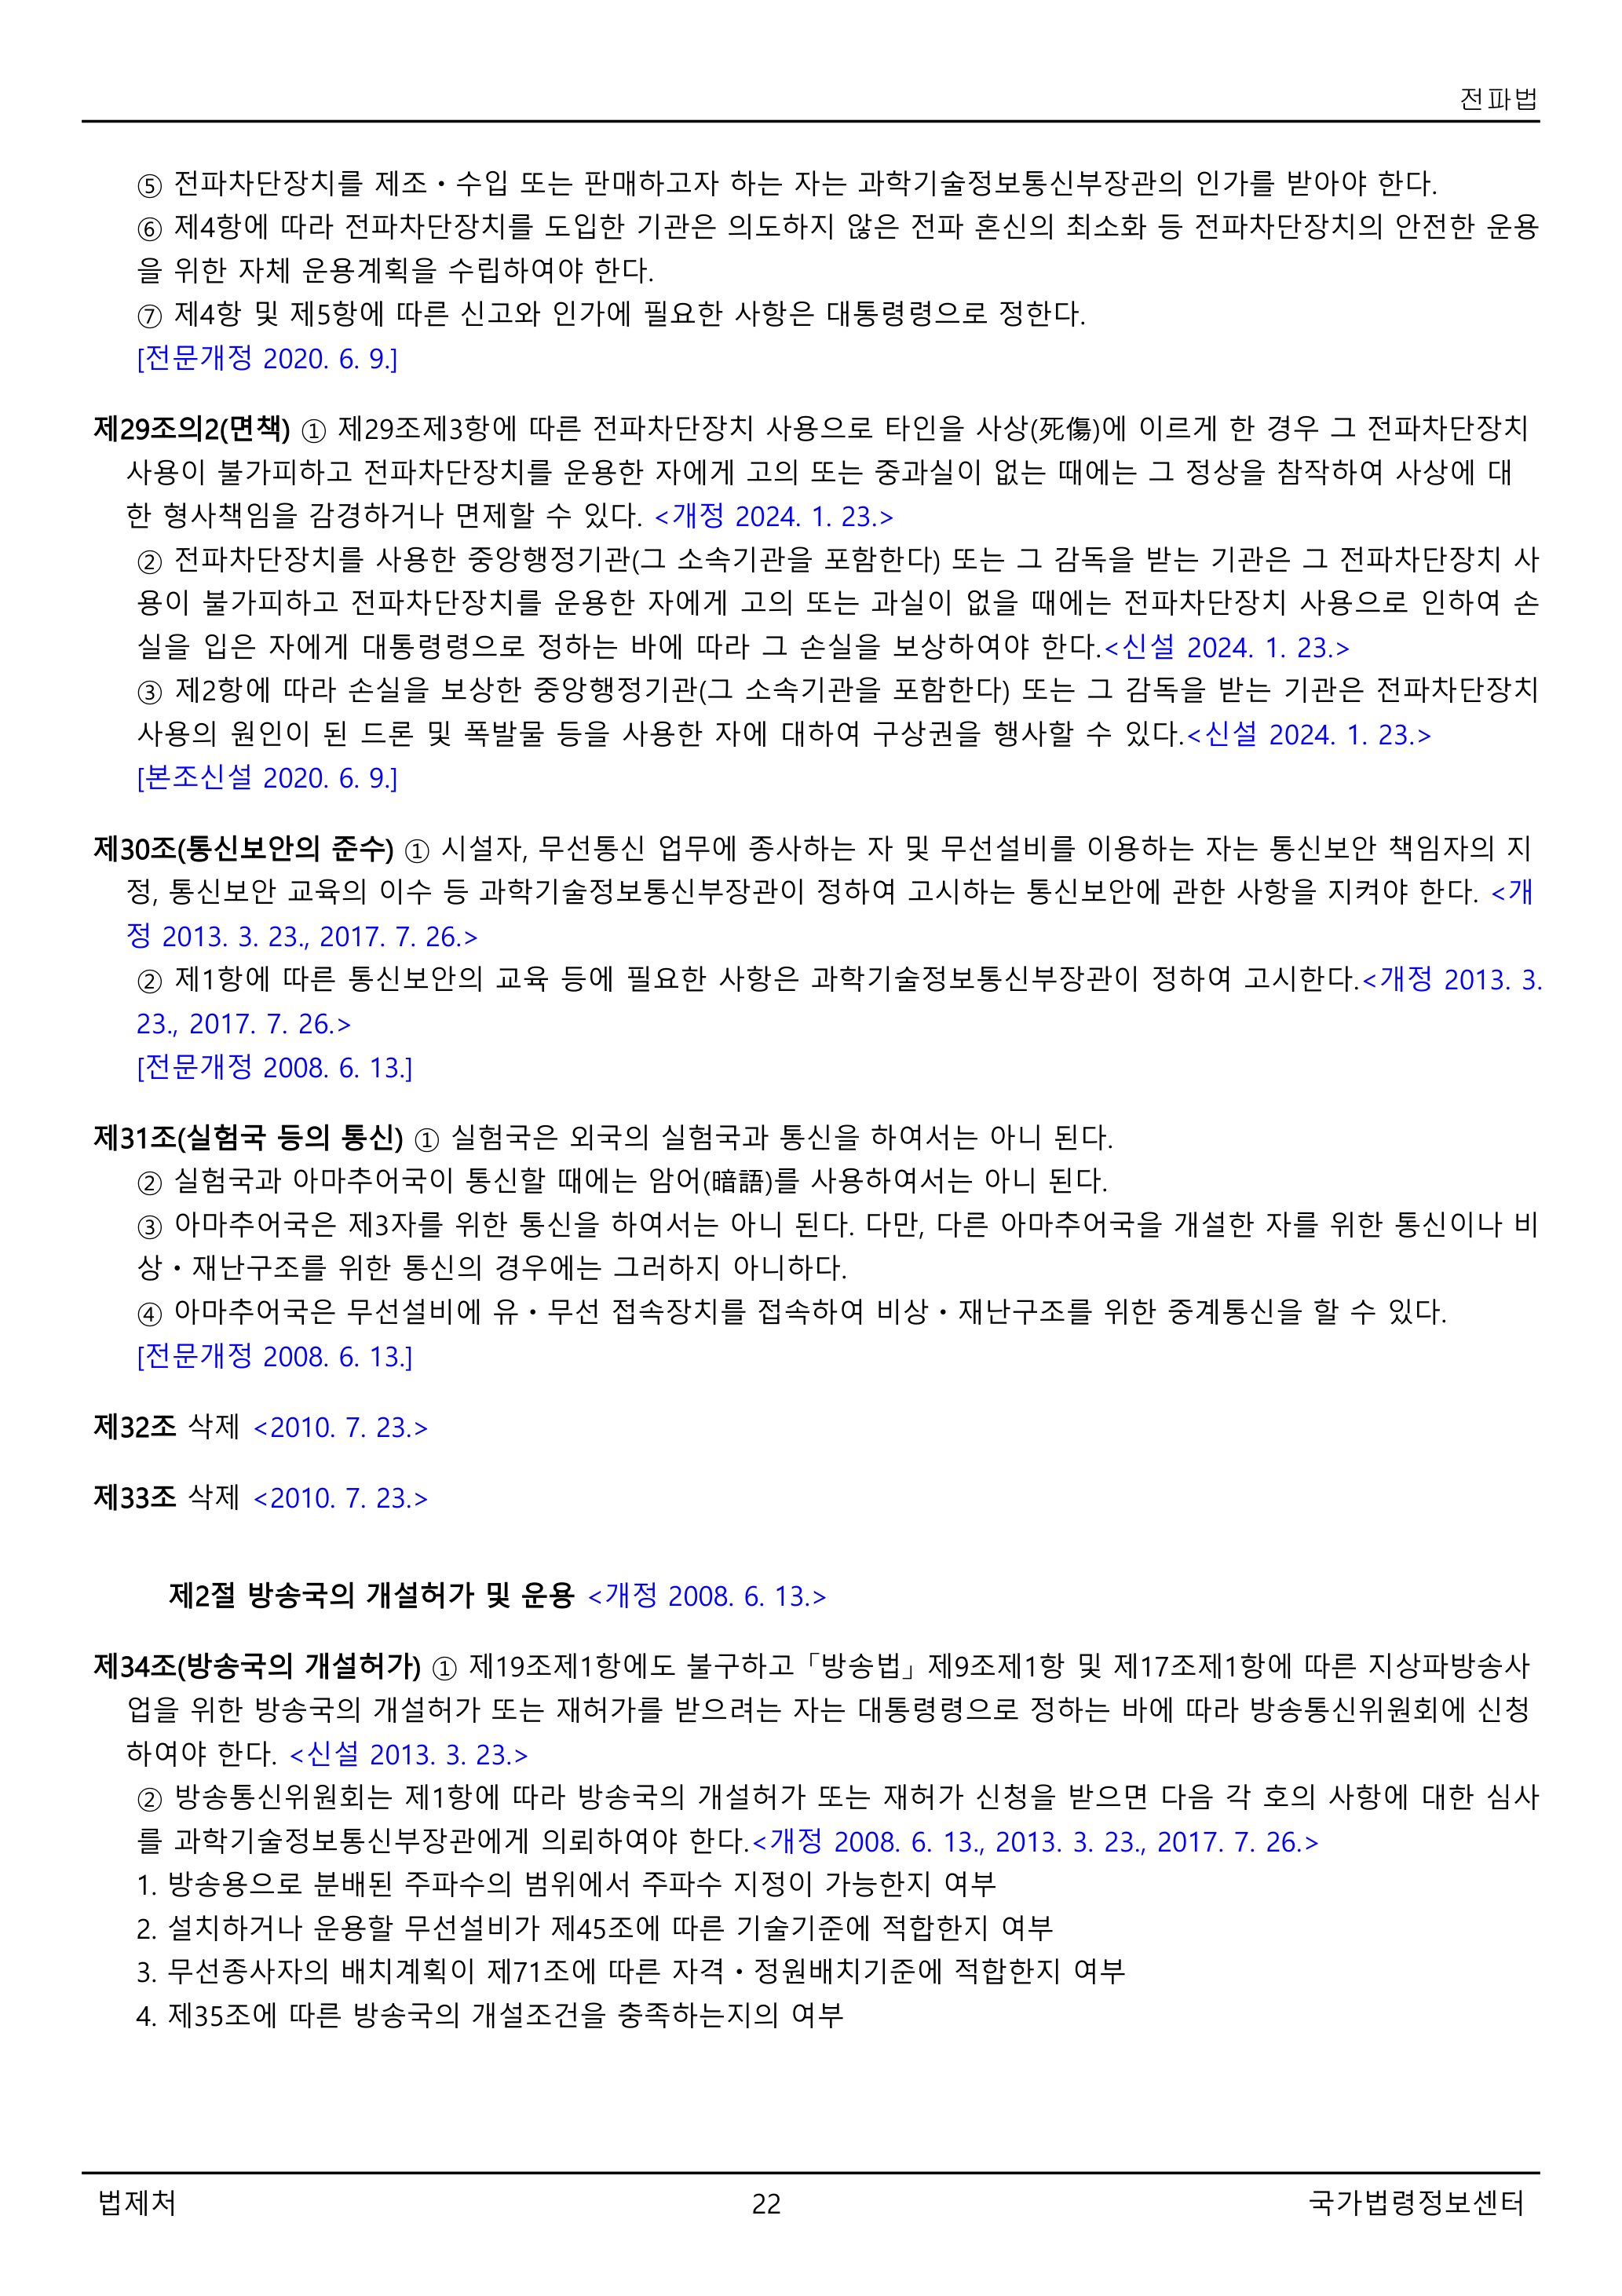 전파법
⑤ 전파차단장치를 제조ㆍ수입 또는 판매하고자 하는 자는 과학기술정보통신부장관의 인가를 받아야 한다.
⑥ 제4항에 따라 전파차단장치를 도입한 기관은 의도하지 않은 전파 혼신의 최소화 등 전파차단장치의 안전한 운용
을 위한 자체 운용계획을 수립하여야 한다.
⑦ 제4항 및 제5항에 따른 신고와 인가에 필요한 사항은 대통령령으로 정한다.
[전문개정 2020. 6. 9.]
제29조의2(면책) ① 제29조제3항에 따른 전파차단장치 사용으로 타인을 사상(死傷)에 이르게 한 경우 그 전파차단장치
사용이 불가피하고 전파차단장치를 운용한 자에게 고의 또는 중과실이 없는 때에는 그 정상을 참작하여 사상에 대
한 형사책임을 감경하거나 면제할 수 있다. <개정 2024. 1. 23.>
② 전파차단장치를 사용한 중앙행정기관(그 소속기관을 포함한다) 또는 그 감독을 받는 기관은 그 전파차단장치 사
용이 불가피하고 전파차단장치를 운용한 자에게 고의 또는 과실이 없을 때에는 전파차단장치 사용으로 인하여 손
실을 입은 자에게 대통령령으로 정하는 바에 따라 그 손실을 보상하여야 한다.<신설 2024. 1. 23.>
③ 제2항에 따라 손실을 보상한 중앙행정기관(그 소속기관을 포함한다) 또는 그 감독을 받는 기관은 전파차단장치
사용의 원인이 된 드론 및 폭발물 등을 사용한 자에 대하여 구상권을 행사할 수 있다.<신설 2024. 1. 23.>
[본조신설 2020. 6. 9.]
제30조(통신보안의 준수) ① 시설자, 무선통신 업무에 종사하는 자 및 무선설비를 이용하는 자는 통신보안 책임자의 지
정, 통신보안 교육의 이수 등 과학기술정보통신부장관이 정하여 고시하는 통신보안에 관한 사항을 지켜야 한다. <개
정 2013. 3. 23., 2017. 7. 26.>
② 제1항에 따른 통신보안의 교육 등에 필요한 사항은 과학기술정보통신부장관이 정하여 고시한다.<개정 2013. 3.
23., 2017. 7. 26.>
[전문개정 2008. 6. 13.]
제31조(실험국 등의 통신) ① 실험국은 외국의 실험국과 통신을 하여서는 아니 된다.
② 실험국과 아마추어국이 통신할 때에는 암어(暗語)를 사용하여서는 아니 된다.
③ 아마추어국은 제3자를 위한 통신을 하여서는 아니 된다. 다만, 다른 아마추어국을 개설한 자를 위한 통신이나 비
상ㆍ재난구조를 위한 통신의 경우에는 그러하지 아니하다.
④ 아마추어국은 무선설비에 유ㆍ무선 접속장치를 접속하여 비상ㆍ재난구조를 위한 중계통신을 할 수 있다.
[전문개정 2008. 6. 13.]
제32조 삭제 <2010. 7. 23.>
제33조 삭제 <2010. 7. 23.>
제2절 방송국의 개설허가 및 운용 <개정 2008. 6. 13.>
제34조(방송국의 개설허가) ① 제19조제1항에도 불구하고 「방송법」 제9조제1항 및 제17조제1항에 따른 지상파방송사
업을 위한 방송국의 개설허가 또는 재허가를 받으려는 자는 대통령령으로 정하는 바에 따라 방송통신위원회에 신청
하여야 한다. <신설 2013. 3. 23.>
② 방송통신위원회는 제1항에 따라 방송국의 개설허가 또는 재허가 신청을 받으면 다음 각 호의 사항에 대한 심사
를 과학기술정보통신부장관에게 의뢰하여야 한다.<개정 2008. 6. 13., 2013. 3. 23., 2017. 7. 26.>
1. 방송용으로 분배된 주파수의 범위에서 주파수 지정이 가능한지 여부
2. 설치하거나 운용할 무선설비가 제45조에 따른 기술기준에 적합한지 여부
3. 무선종사자의 배치계획이 제71조에 따른 자격ㆍ정원배치기준에 적합한지 여부
4. 제35조에 따른 방송국의 개설조건을 충족하는지의 여부
법제처 22 국가법령정보센터